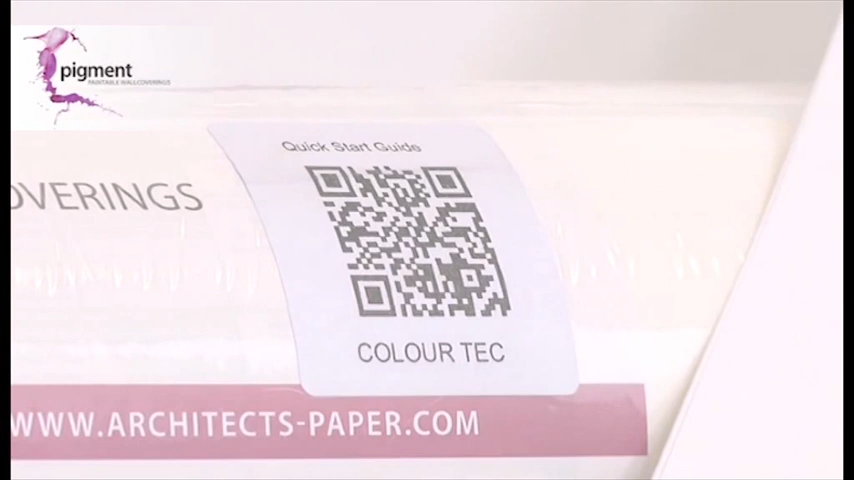 pigment
PAINTABLE WALLCOVERINGS
Quick Start Guide
OVERINGS
COLOUR TEC
WWW.ARCHITECTS-PAPER.COM